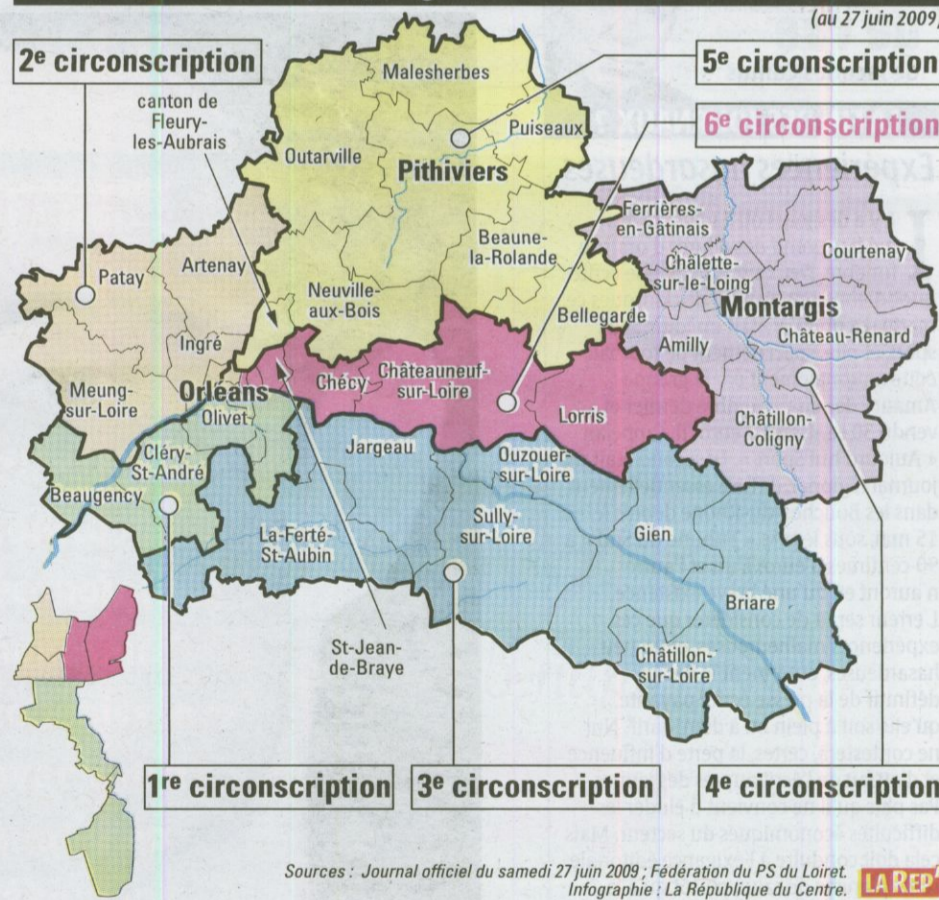 (au 27 juin 2009)
2e circonscription
5e circonscription
6e circonscription
canton de
Fleury-
les-Aubrais
Malesherbes
Puiseaux
Outarville
Pithiviers
Beaune-
la-Rolande
Neuville-
aux-Bois
Bellegarde
Ferrières-
en-Gâtinais
Courtenay
Châlette-
sur-le-Loing
Montargis
Château-Renard
Amilly
Châtillon-
Coligny
Patay
Artenay
Ingré
Meung-
sur-Loire
Orléans
Olivet
Chécy
Châteauneuf-
sur-Loire
Lorris
Cléry-
St-André
Beaugency
Jargeau
Ouzouer-
sur-Loire
La-Ferté-
St-Aubin
Sully-
sur-Loire
Gien
Briare
Châtillon-
sur-Loire
St-Jean-
de-Braye
1re circonscription
3e circonscription
4e circonscription
Sources : Journal officiel du samedi 27 juin 2009 ; Fédération du PS du Loiret.
Infographie : La République du Centre.
LA REP'